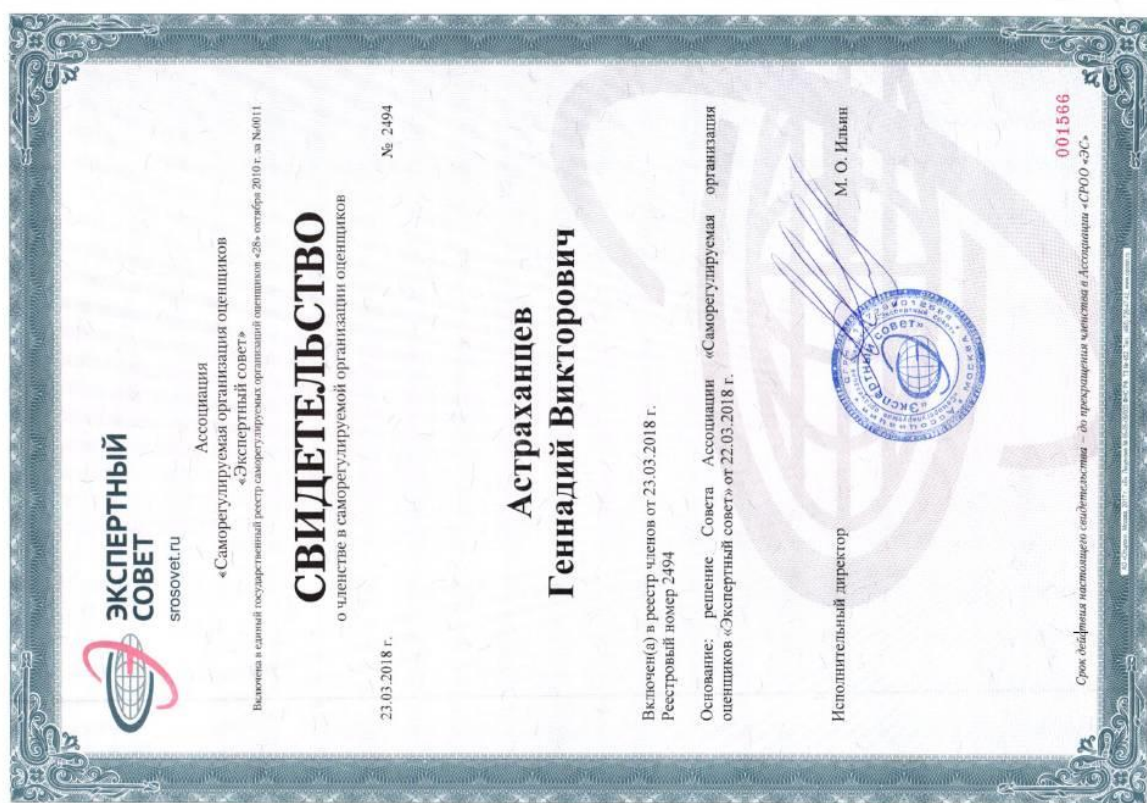 ЭКСПЕРТНЫЙ
СОВЕТ
srosovet.ru
Ассоциация
«Саморегулируемая организация оценщиков
«Экспертный совет»
Включена в единый государственный реестр саморегулируемых организаций оценщиков «28» октября 2010 г. за №0011
СВИДЕТЕЛЬСТВО
о членстве в саморегулируемой организации оценщиков
23.03.2018 г.
№ 2494
Астраханцев
Геннадий Викторович
Включен(а) в реестр членов от 23.03.2018 г.
Реестровый номер 2494
Основание: решение Совета Ассоциации «Саморегулируемая организация
оценщиков «Экспертный совет» от 22.03.2018 г.
Исполнительный директор
М. О. Ильин
«Экспертный совет»
МОСКВА
001566
Срок действия настоящего свидетельства – до прекращения членства в Ассоциации «СРОО «ЭС»